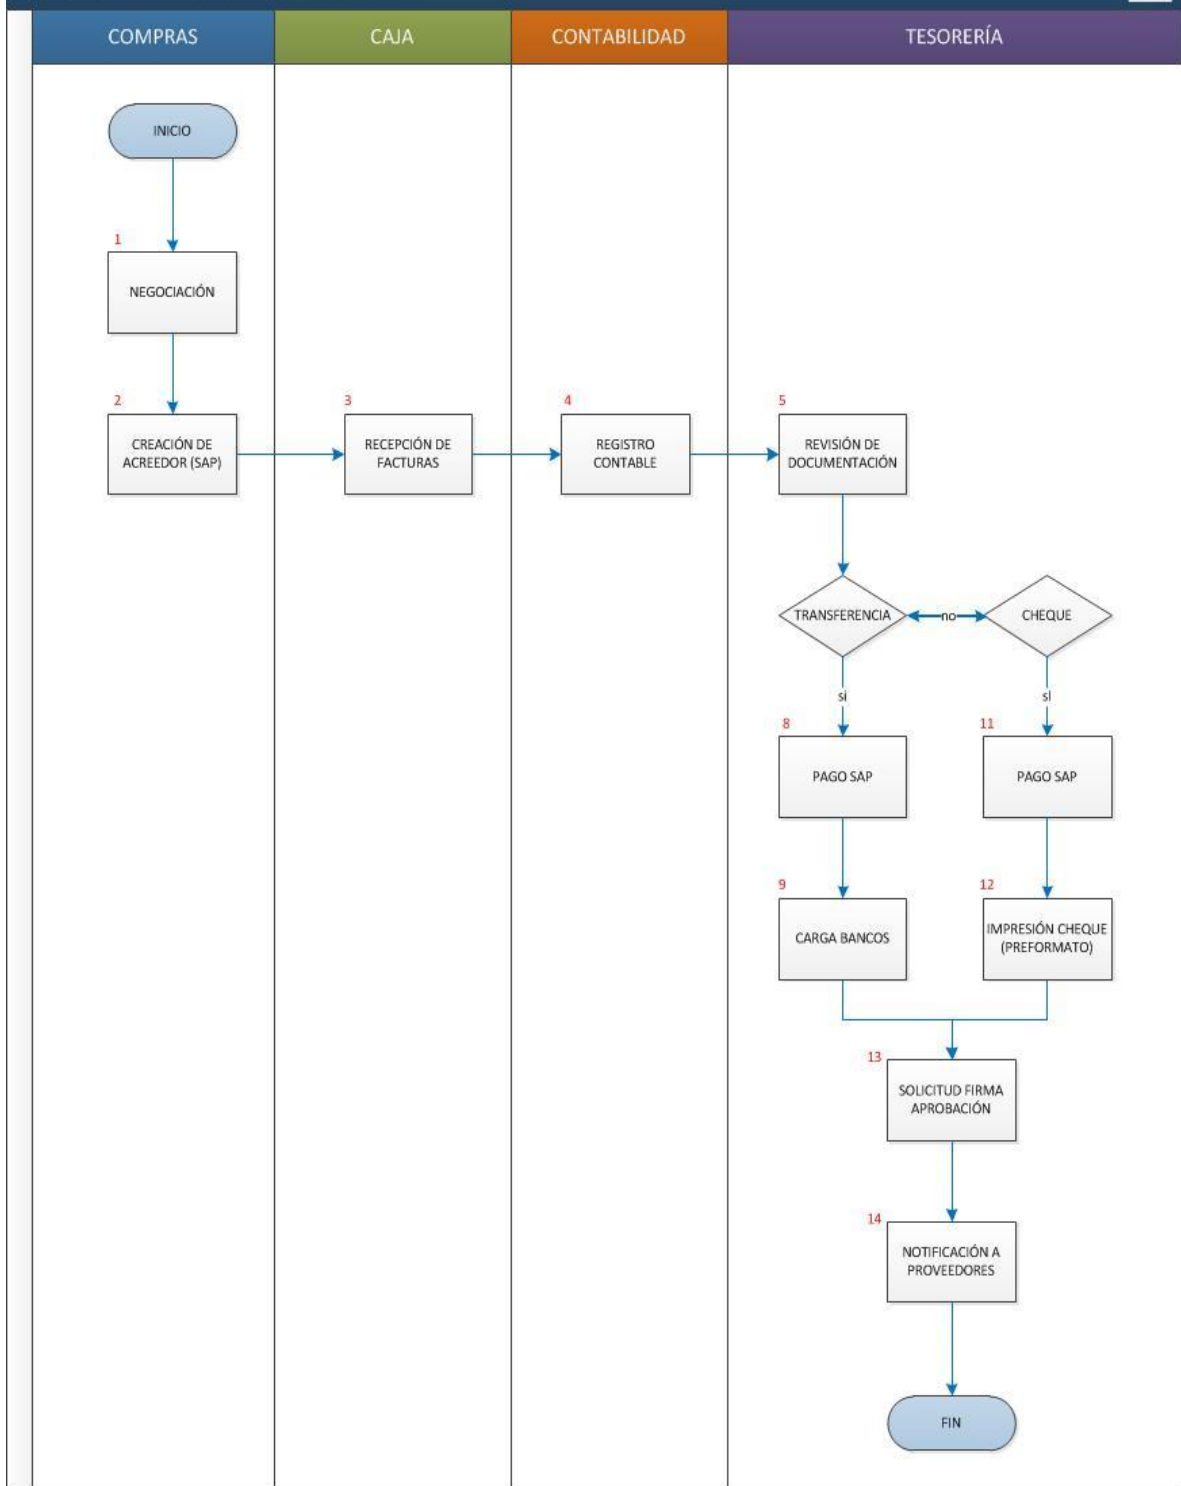 COMPRAS
CAJA
CONTABILIDAD
TESORERÍA
INICIO
1
NEGOCIACIÓN
2
CREACIÓN DE
ACREEDOR (SAP)
3
RECEPCIÓN DE
FACTURAS
4
REGISTRO
CONTABLE
5
REVISIÓN DE
DOCUMENTACIÓN
TRANSFERENCIA
no
CHEQUE
si
sI
8
PAGO SAP
11
PAGO SAP
9
CARGA BANCOS
12
IMPRESIÓN CHEQUE
(PREFORMATO)
13
SOLICITUD FIRMA
APROBACIÓN
14
NOTIFICACIÓN A
PROVEEDORES
FIN